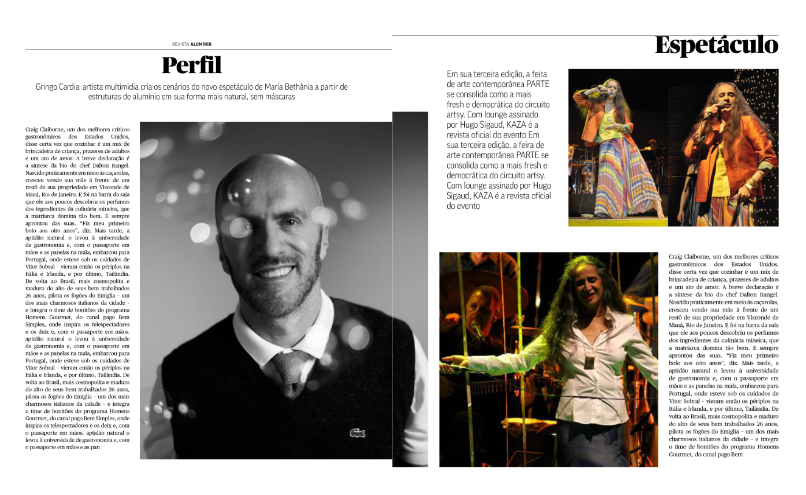 REVISTA ALUMÍNIO
Perfil
Gringo Cardia: artista multimidia cria os cenários do novo espetáculo de Maria Bethânia a partir de
estruturas de alumínio em sua forma mais natural, sem máscaras
Craig Claiborne, um dos melhores críticos
gastronômicos dos Estados Unidos,
disse certa vez que cozinhar é um mix de
brincadeira de criança, prazeres de adultos
e um ato de amor. A breve declaração é
a síntese da bio do chef Dalton Rangel.
Nascido praticamente em meio às caçarolas,
cresceu vendo sua mãe à frente de um
restô de sua propriedade em Visconde de
Mauá, Rio de Janeiro. E foi na barra da saia
que ele aos poucos descobriu os perfumes
dos ingredientes da culinária mineira, que
a matriarca domina tão bem. E sempre
aprontou das suas. “Fiz meu primeiro
bolo aos oito anos”, diz. Mais tarde, a
aptidão natural o levou à universidade
de gastronomia e, com o passaporte em
mãos e as panelas na mala, embarcou para
Portugal, onde esteve sob os cuidados de
Vitor Sobral - vieram então os périplos na
Itália e Irlanda, e por último, Tailândia.
De volta ao Brasil, mais cosmopolita e
maduro do alto de seus bem trabalhados
26 anos, pilota os fogões do Emiglia – um
dos mais charmosos italianos da cidade -
e integra o time de bonitões do programa
Homens Gourmet, do canal pago Bem
Simples, onde inspira os telespectadores
e os deix e, com o passaporte em mãos.
aptidão natural o levou à universidade
de gastronomia e, com o passaporte em
mãos e as panelas na mala, embarcou para
Portugal, onde esteve sob os cuidados de
Vitor Sobral - vieram então os périplos na
Itália e Irlanda, e por último, Tailândia. De
volta ao Brasil, mais cosmopolita e maduro
do alto de seus bem trabalhados 26 anos,
pilota os fogões do Emiglia – um dos mais
charmosos italianos da cidade - e integra
o time de bonitões do programa Homens
Gourmet, do canal pago Bem Simples, onde
inspira os telespectadores e os deix e, com
o passaporte em mãos. aptidão natural o
levou à universidade de gastronomia e, com
o passaporte em mãos e as pan
Espetáculo
Em sua terceira edição, a feira
de arte contemporânea PARTE
se consolida como a mais
fresh e democrática do circuito
artsy. Com lounge assinado
por Hugo Sigaud, KAZA é a
revista oficial do evento Em
sua terceira edição, a feira de
arte contemporânea PARTE se
consolida como a mais fresh e
democrática do circuito artsy.
Com lounge assinado por Hugo
Sigaud, KAZA é a revista oficial
do evento
Craig Claiborne, um dos melhores críticos
gastronômicos dos Estados Unidos,
disse certa vez que cozinhar é um mix de
brincadeira de criança, prazeres de adultos
e um ato de amor. A breve declaração é
a síntese da bio do chef Dalton Rangel.
Nascido praticamente em meio às caçarolas,
cresceu vendo sua mãe à frente de um
restô de sua propriedade em Visconde de
Mauá, Rio de Janeiro. E foi na barra da saia
que ele aos poucos descobriu os perfumes
dos ingredientes da culinária mineira, que
a matriarca domina tão bem. E sempre
aprontou das suas. “Fiz meu primeiro
bolo aos oito anos”, diz. Mais tarde, a
aptidão natural o levou à universidade
de gastronomia e, com o passaporte em
mãos e as panelas na mala, embarcou para
Portugal, onde esteve sob os cuidados de
Vitor Sobral - vieram então os périplos na
Itália e Irlanda, e por último, Tailândia. De
volta ao Brasil, mais cosmopolita e maduro
do alto de seus bem trabalhados 26 anos,
pilota os fogões do Emiglia – um dos mais
charmosos italianos da cidade - e integra
o time de bonitões do programa Homens
Gourmet, do canal pago Bem